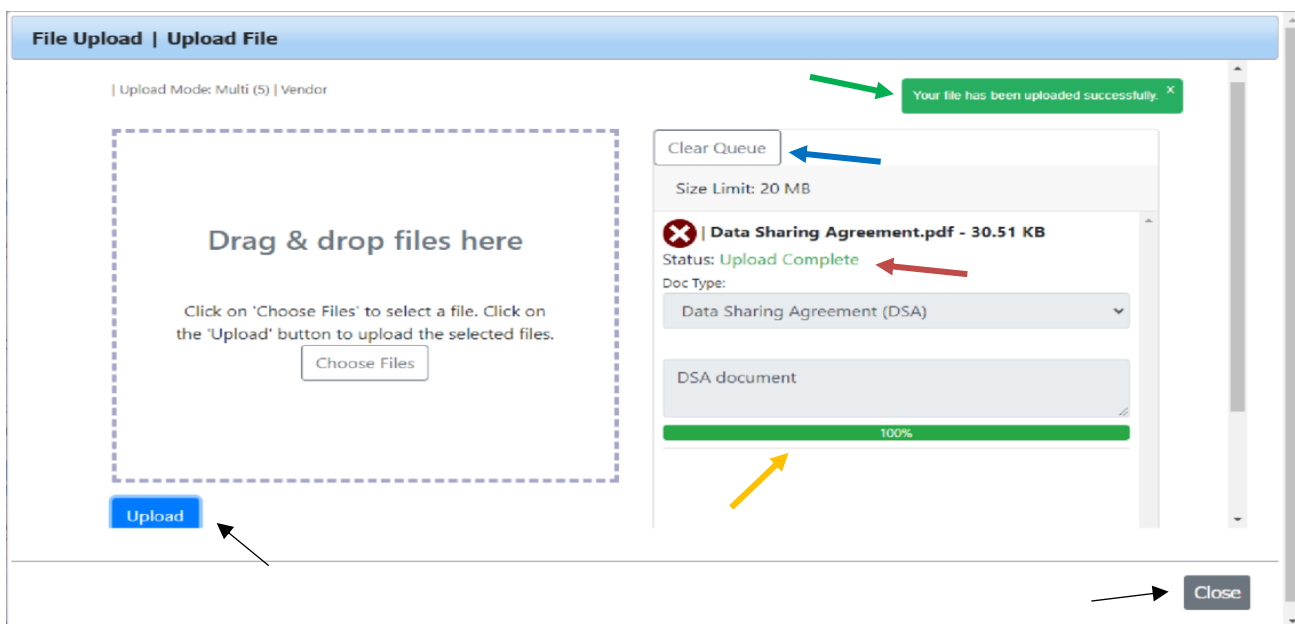 File Upload | Upload File
| Upload Mode: Multi (5) | Vendor
Your file has been uploaded successfully. ×
Drag & drop files here
Click on 'Choose Files' to select a file. Click on
the 'Upload' button to upload the selected files.
Choose Files
Upload
Clear Queue
Size Limit: 20 MB
| Data Sharing Agreement.pdf - 30.51 KB
Status: Upload Complete
Doc Type:
Data Sharing Agreement (DSA)
DSA document
100%
Close